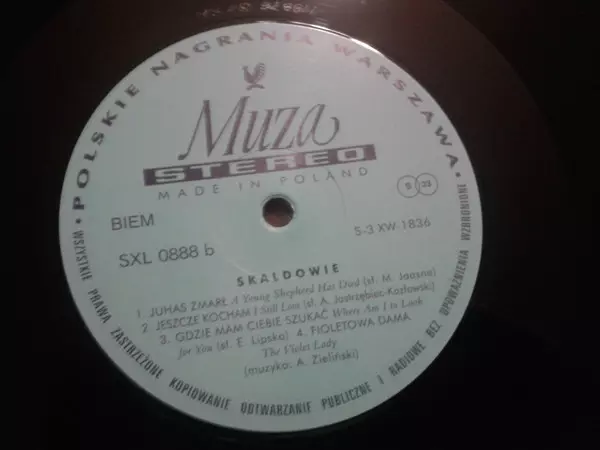 • POLSKIE NAGRANIA WARSZAWA •
Muza
STEREO
MADE IN POLAND
BIEM
SXL 0888 b
S 33
S-3 XW-1836
SKALDOWIE
1. JUHAS ZMARŁ A Young Shepherd Has Died (sł. M. Jaasne)
2. JESZCZE KOCHAM I Still Love (sł. A. Jastrzębiec-Kozłowski)
3. GDZIE MAM CIEBIE SZUKAĆ Where Am I to Look
for You (sł. E. Lipska) 4. FIOLETOWA DAMA
The Violet Lady
(muzyka: A. Zieliński)
WSZYSTKIE PRAWA ZASTRZEŻONE KOPIOWANIE ODTWARZANIE PUBLICZNE I RADIOWE BEZ UPOWAŻNIENIA WZBRONIONE